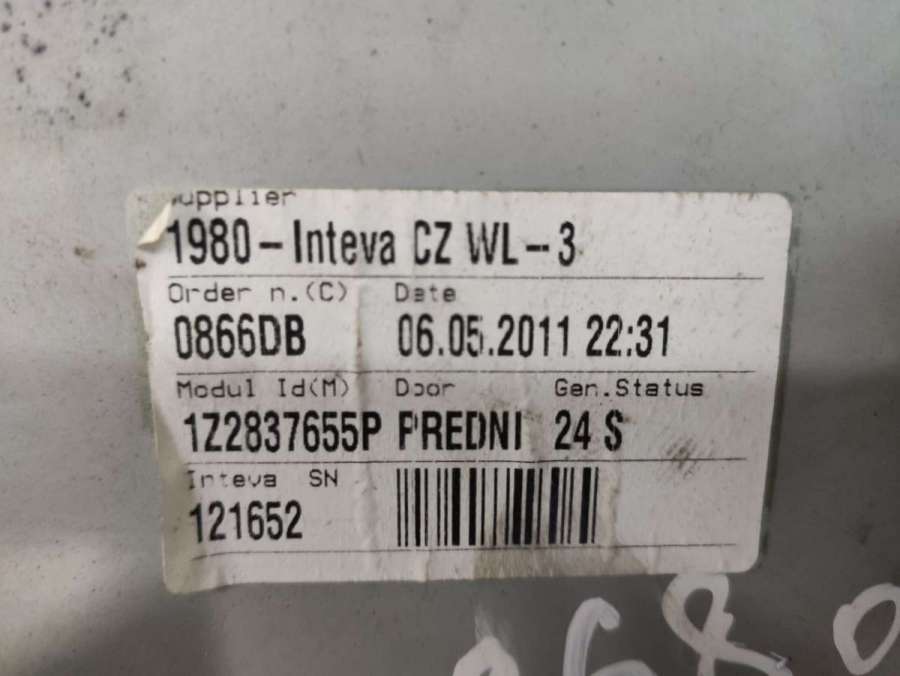 Supplier
1980-Inteva CZ WL-3
Order n.(C) Date
0866DB 06.05.2011 22:31
Modul Id(M) Door Gen.Status
1Z2837655P PREDNI 24 S
Inteva SN
121652